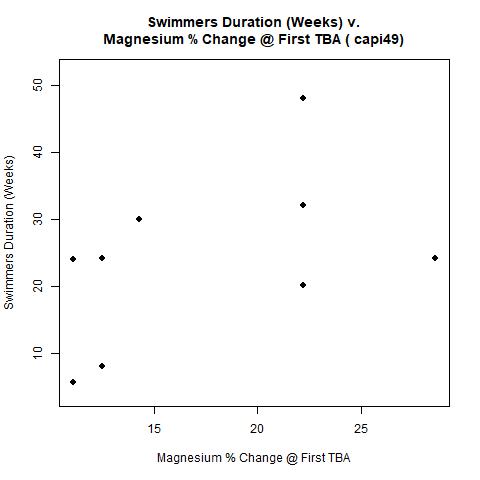 Swimmers Duration (Weeks) v.
Magnesium % Change @ First TBA ( capi49)
Swimmers Duration (Weeks)
50
40
30
20
10
15
20
25
Magnesium % Change @ First TBA